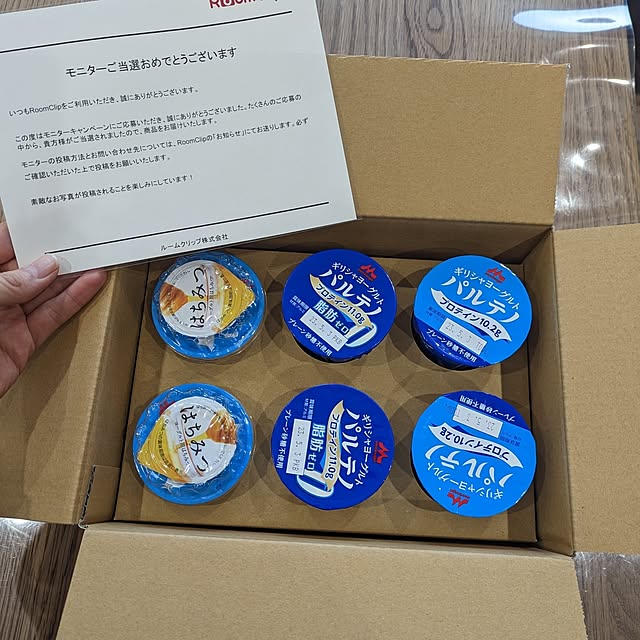 モニターご当選おめでとうございます
いつもRoomClipをご利用いただき、誠にありがとうございます。
この度はモニターキャンペーンにご応募いただき、誠にありがとうございました。たくさんのご応募の
中から、貴方様がご当選されましたので、商品をお届けいたします。
モニターの投稿方法とお問い合わせ先については、RoomClipの「お知らせ」にてお送りします。必ず
ご確認いただいた上で投稿をお願いいたします。
素敵なお写真が投稿されることを楽しみにしています！
ルームクリップ株式会社
はちみつ
ギリシャヨーグルト
パルテノ
プロテイン11.0g
脂肪ゼロ
プレーン砂糖不使用
ギリシャヨーグルト
パルテノ
プロテイン10.2g
プレーン砂糖不使用
はちみつ
ギリシャヨーグルト
パルテノ
プロテイン11.0g
脂肪ゼロ
プレーン砂糖不使用
ギリシャヨーグルト
パルテノ
プロテイン10.2g
プレーン砂糖不使用